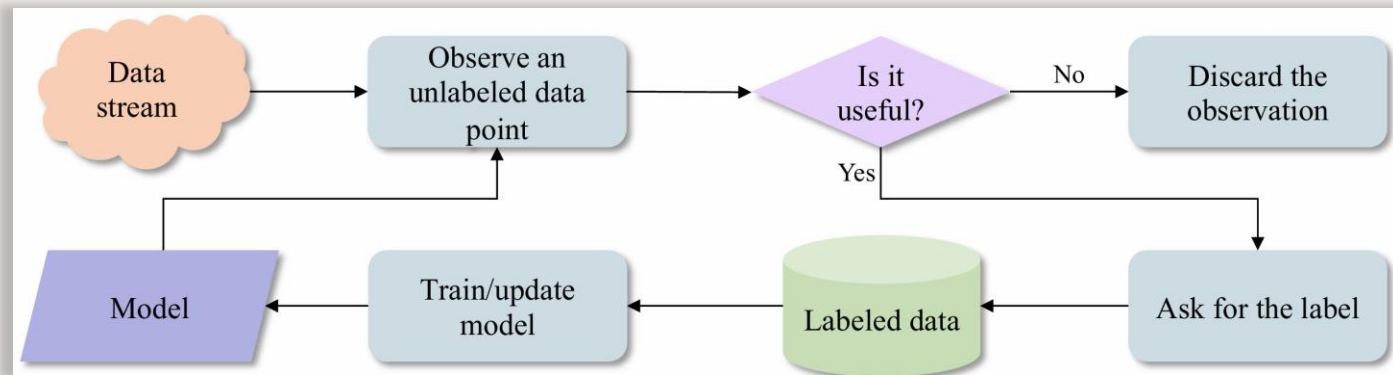 Data
stream
Observe an
unlabeled data
point
Is it
useful?
No
Discard the
observation
Yes
Ask for the label
Labeled data
Train/update
model
Model